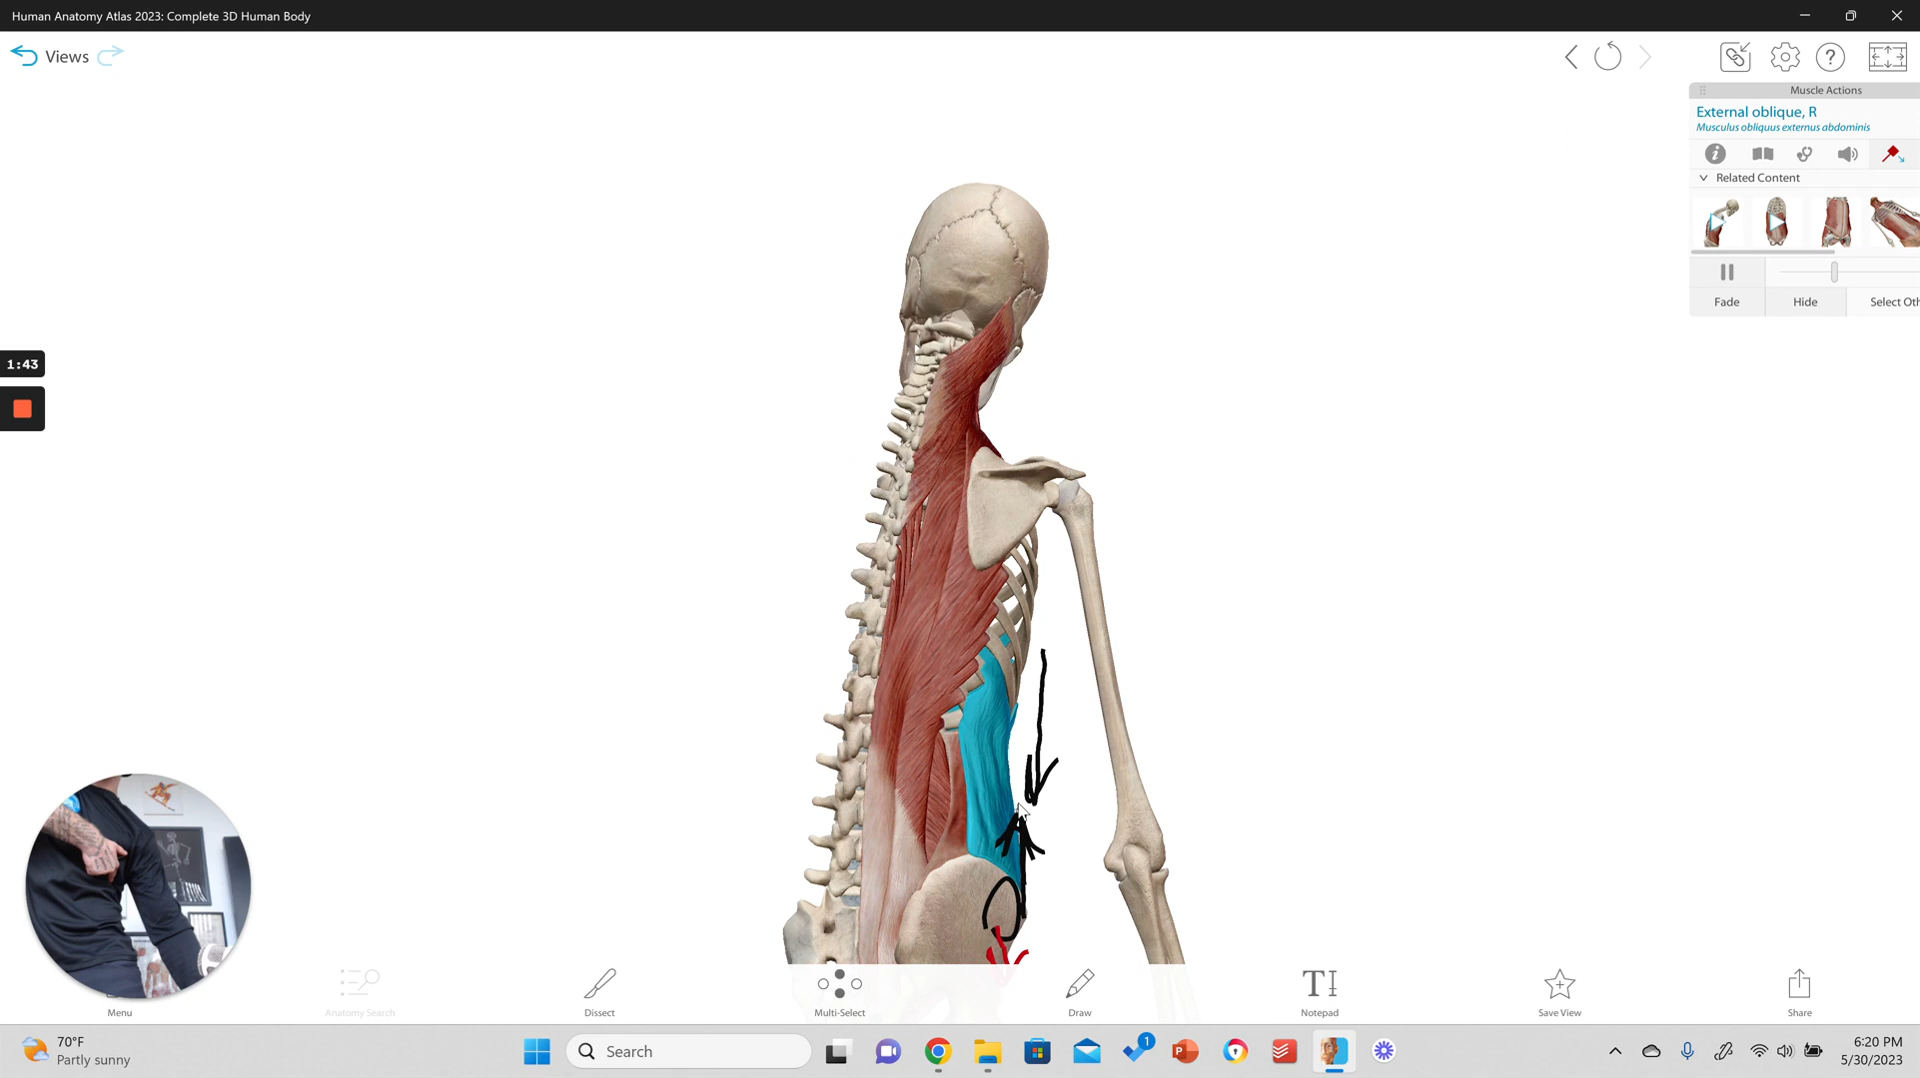 Human Anatomy Atlas 2023: Complete 3D Human Body
Views
Muscle Actions
External oblique, R
Musculus obliquus externus abdominis
Related Content
Fade
Hide
Select Oth
1:43
Menu
Anatomy Search
Dissect
Multi-Select
Draw
TI
Notepad
Save View
Share
70°F
Partly sunny
Search
1
6:20 PM
5/30/2023